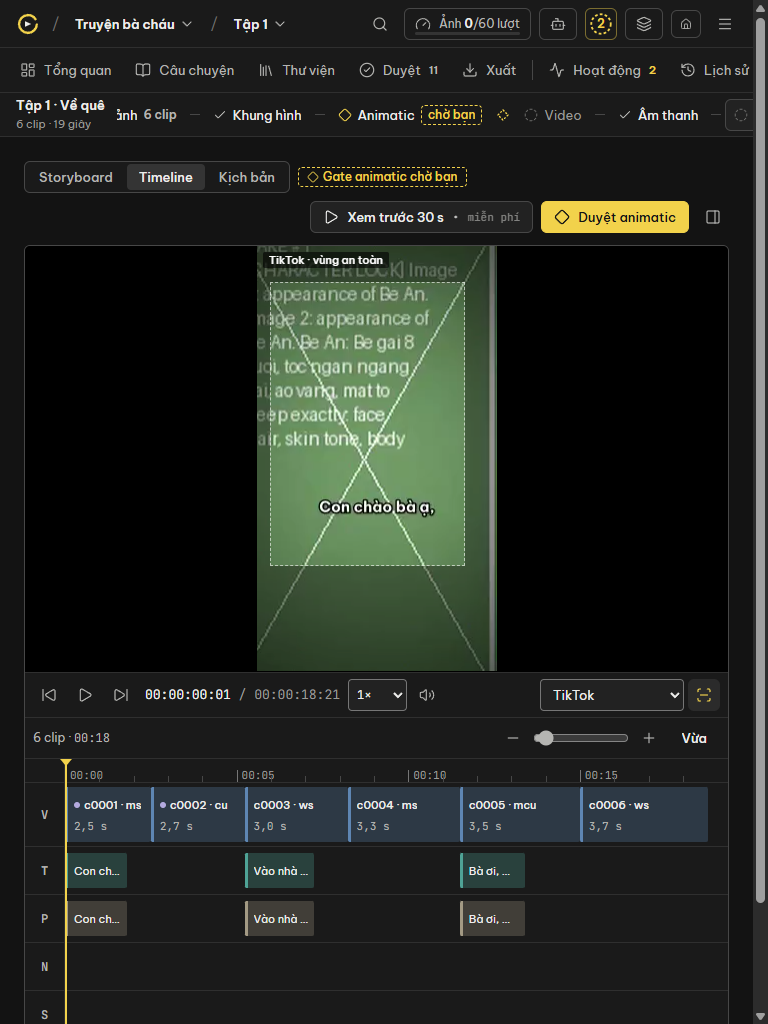 / Truyện bà cháu / Tập 1
Ảnh 0/60 lượt
2
Tổng quan
Câu chuyện
Thư viện
Duyệt 11
Xuất
Hoạt động 2
Lịch sử
Tập 1 · Về quê
6 clip · 19 giây
6 clip
Khung hình
Animatic
chờ bạn
Video
Âm thanh
Storyboard
Timeline
Kịch bản
Gate animatic chờ bạn
Xem trước 30 s • miễn phí
Duyệt animatic
TikTok · vùng an toàn
CHARACTER LOCK] Image
appearance of Be An.
mage 2: appearance of
e An. Be An: Be gai 8
uoi, toc ngan ngang
ai, ao vang, mat to
eep exactly: face,
air, skin tone, body
Con chào bà ạ,
00:00:00:01 / 00:00:18:21
1×
TikTok
6 clip · 00:18
Vừa
00:00
00:05
00:10
00:15
V
c0001 · ms
2,5 s
c0002 · cu
2,7 s
c0003 · ws
3,0 s
c0004 · ms
3,3 s
c0005 · mcu
3,5 s
c0006 · ws
3,7 s
T
Con ch...
Vào nhà ...
Bà ơi, ...
P
Con ch...
Vào nhà ...
Bà ơi, ...
N
S